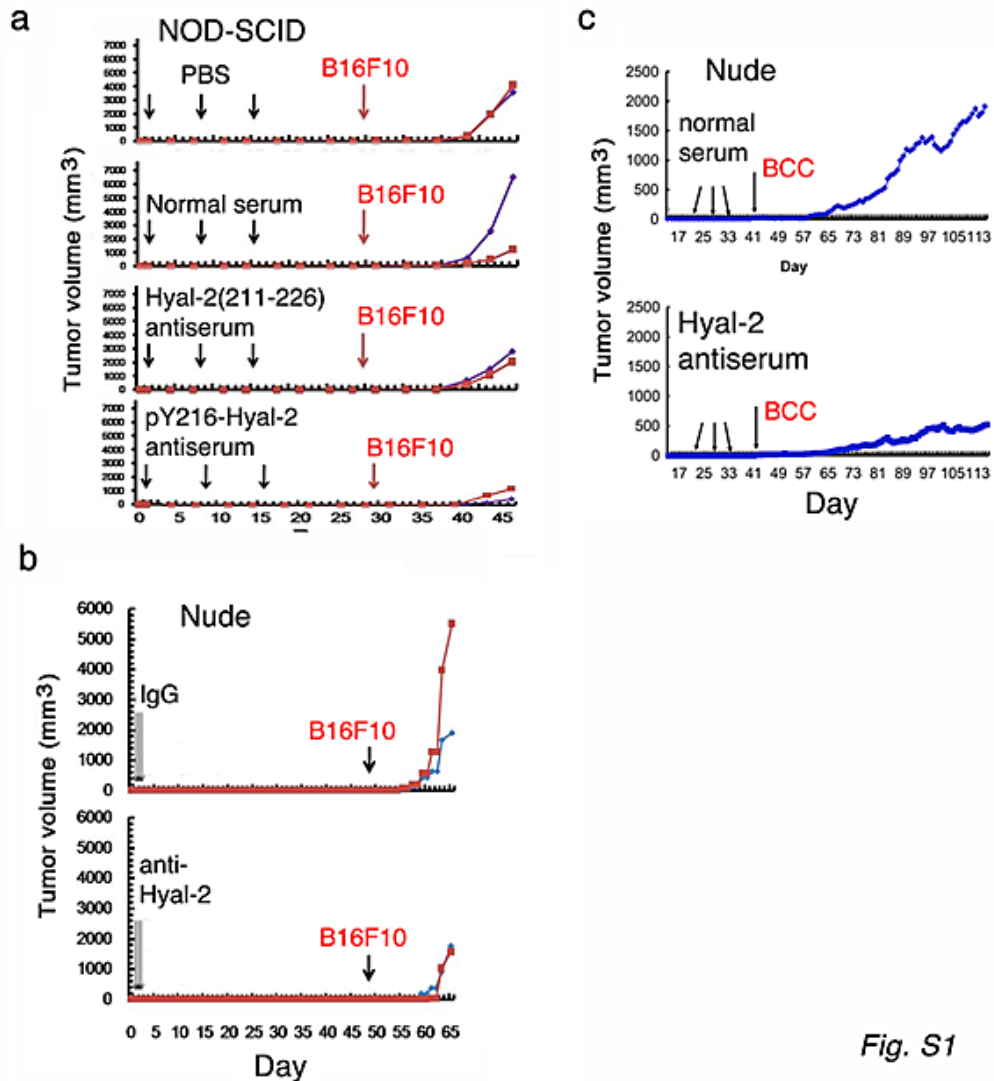 a
NOD-SCID
7000
6000
5000
4000
3000
2000
1000
0
PBS
B16F10
7000
6000
5000
4000
3000
2000
1000
0
Normal serum
B16F10
7000
6000
5000
4000
3000
2000
1000
0
Hyal-2(211-226)
antiserum
B16F10
7000
6000
5000
4000
3000
2000
1000
0
pY216-Hyal-2
antiserum
B16F10
0 5 10 15 20 25 30 35 40 45
Tumor volume (mm3)
b
Nude
6000
5000
4000
3000
2000
1000
0
IgG
B16F10
6000
5000
4000
3000
2000
1000
0
anti-
Hyal-2
B16F10
0 5 10 15 20 25 30 35 40 45 50 55 60 65
Day
Tumor volume (mm3)
c
Nude
2500
2000
1500
1000
500
0
normal
serum
BCC
17 25 33 41 49 57 65 73 81 89 97 105 113
Day
2500
2000
1500
1000
500
0
Hyal-2
antiserum
BCC
17 25 33 41 49 57 65 73 81 89 97 105 113
Day
Tumor volume (mm3)
Fig. S1